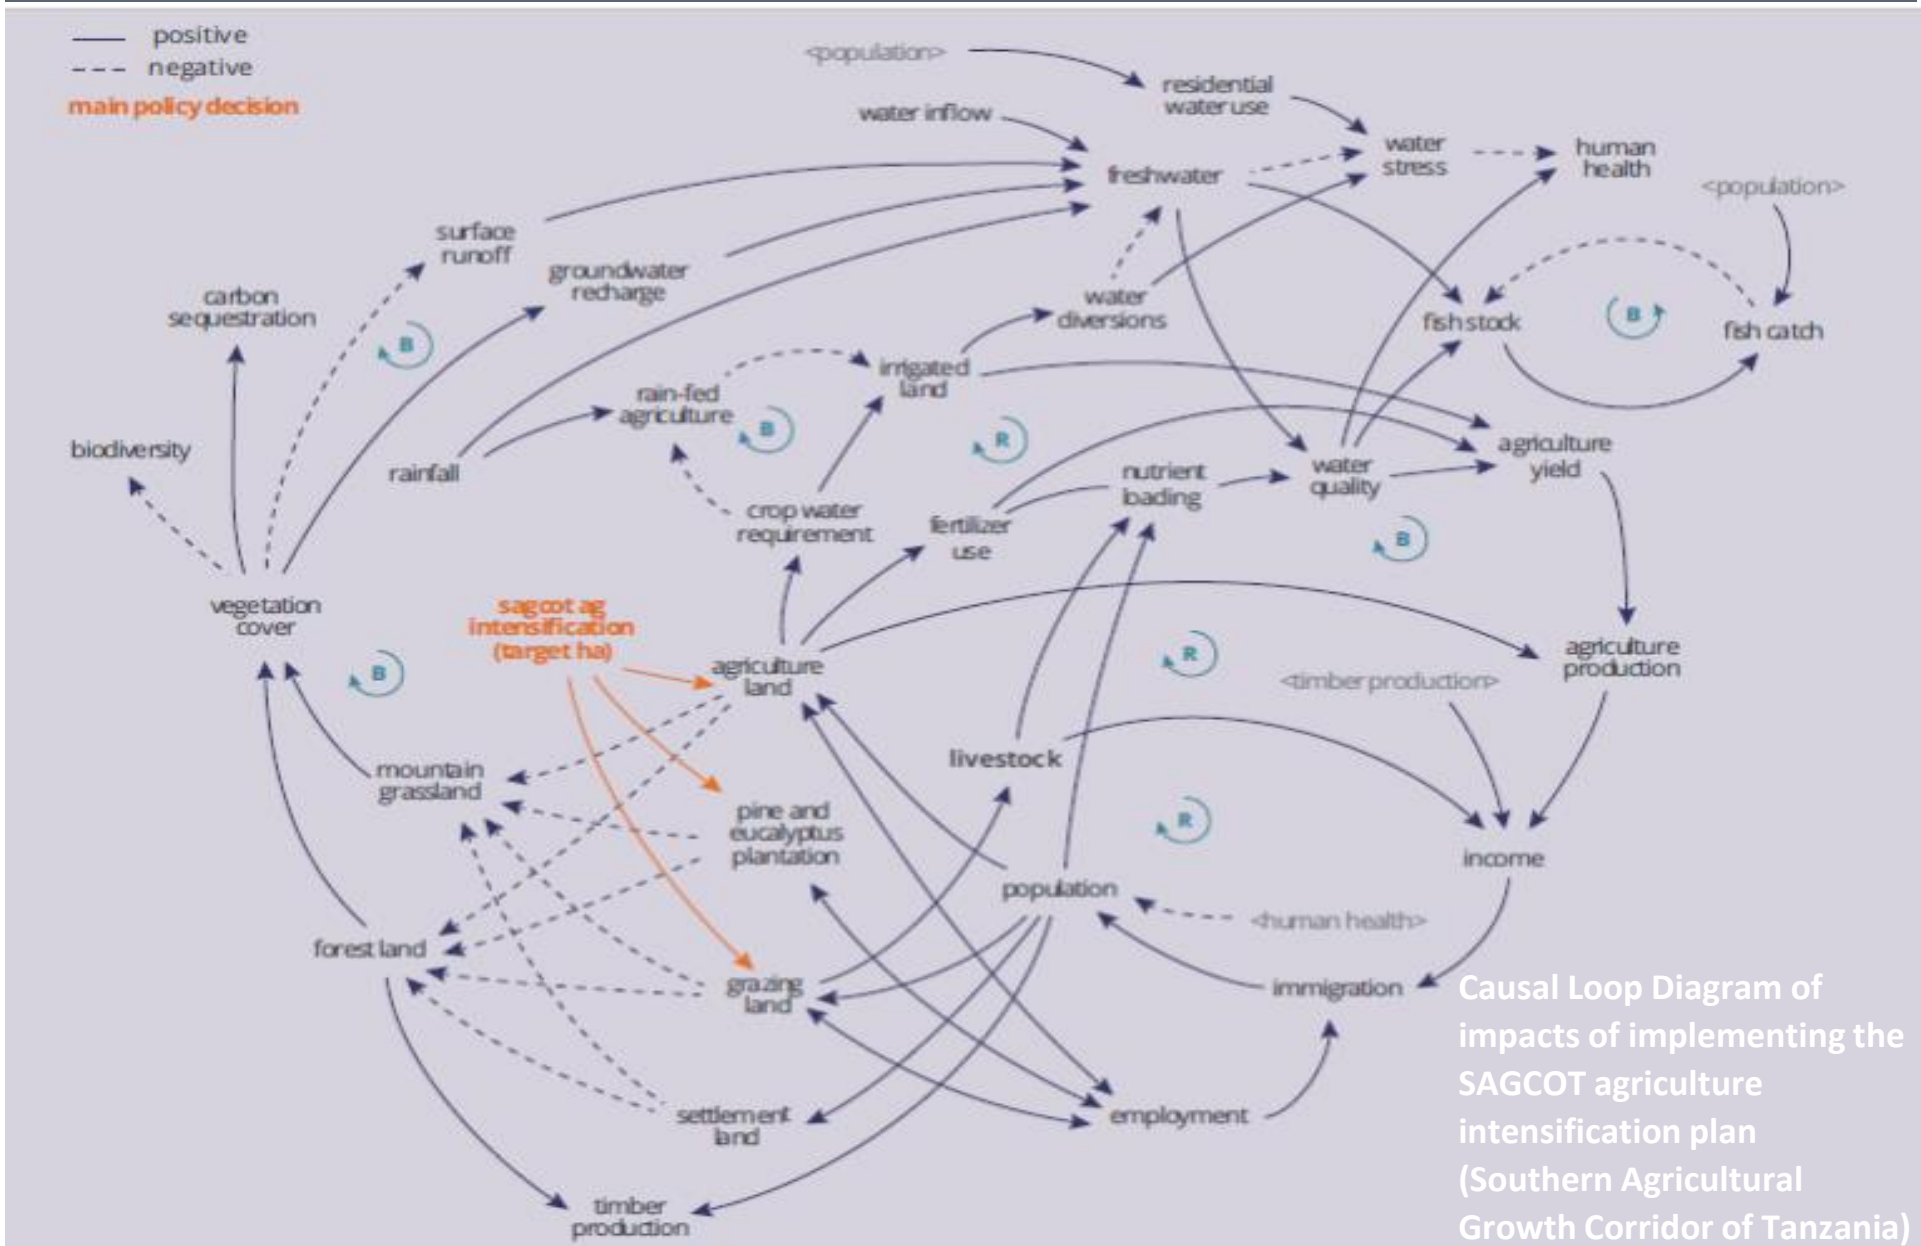 positive
negative
main policy decision
<population>
residential
water use
water inflow
water
stress
human
health
freshwater
<population>
surface
runoff
groundwater
recharge
carbon
sequestration
water
diversions
fish stock
B
fish catch
B
irrigated
land
rain-fed
agriculture
B
R
biodiversity
rainfall
agriculture
yield
nutrient
loading
water
quality
crop water
requirement
fertilizer
use
B
vegetation
cover
sagcot ag
intensification
(target ha)
B
agriculture
land
R
<timber production>
agriculture
production
mountain
grassland
livestock
pine and
eucalyptus
plantation
R
income
population
<human health>
forest land
grazing
land
immigration
settlement
land
employment
timber
production
Causal Loop Diagram of
impacts of implementing the
SAGCOT agriculture
intensification plan
(Southern Agricultural
Growth Corridor of Tanzania)